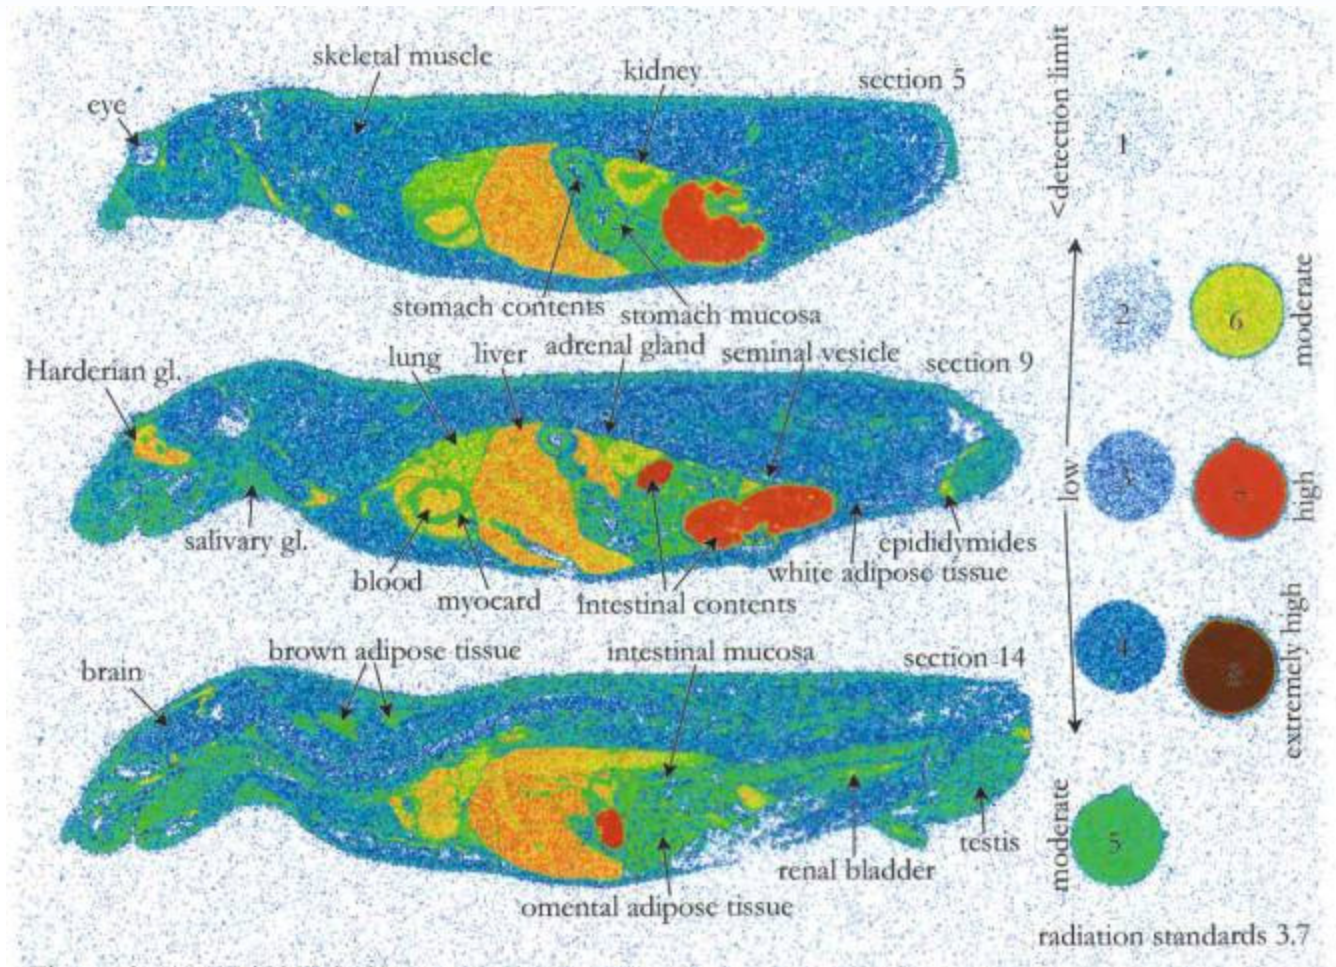 skeletal muscle
kidney
section 5
eye
<detection limit
1
stomach contents
stomach mucosa
2
6
moderate
Harderian gl.
lung
liver
adrenal gland
seminal vesicle
section 9
low
3
7
high
salivary gl.
blood
myocard
intestinal contents
epididymides
white adipose tissue
4
8
extremely high
brain
brown adipose tissue
intestinal mucosa
section 14
moderate
5
testis
renal bladder
omental adipose tissue
radiation standards 3.7